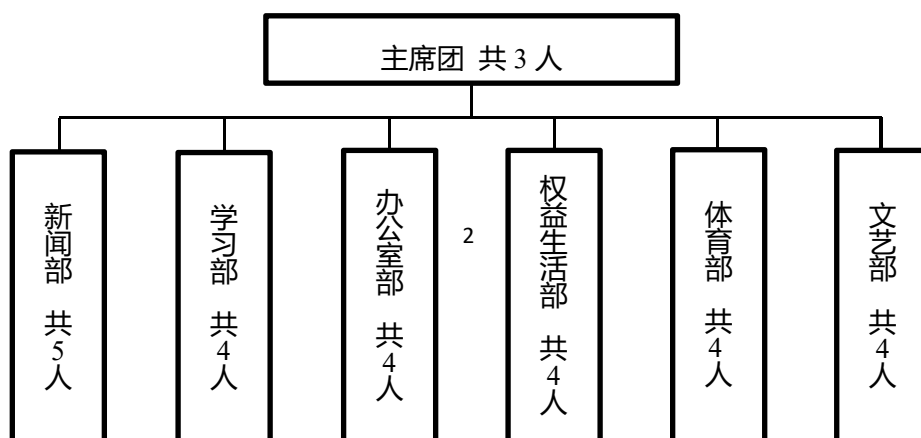 主席团 共 3 人
新闻部 共 5 人
学习部 共 4 人
办公室部 共 4 人
2
权益生活部 共 4 人
体育部 共 4 人
文艺部 共 4 人